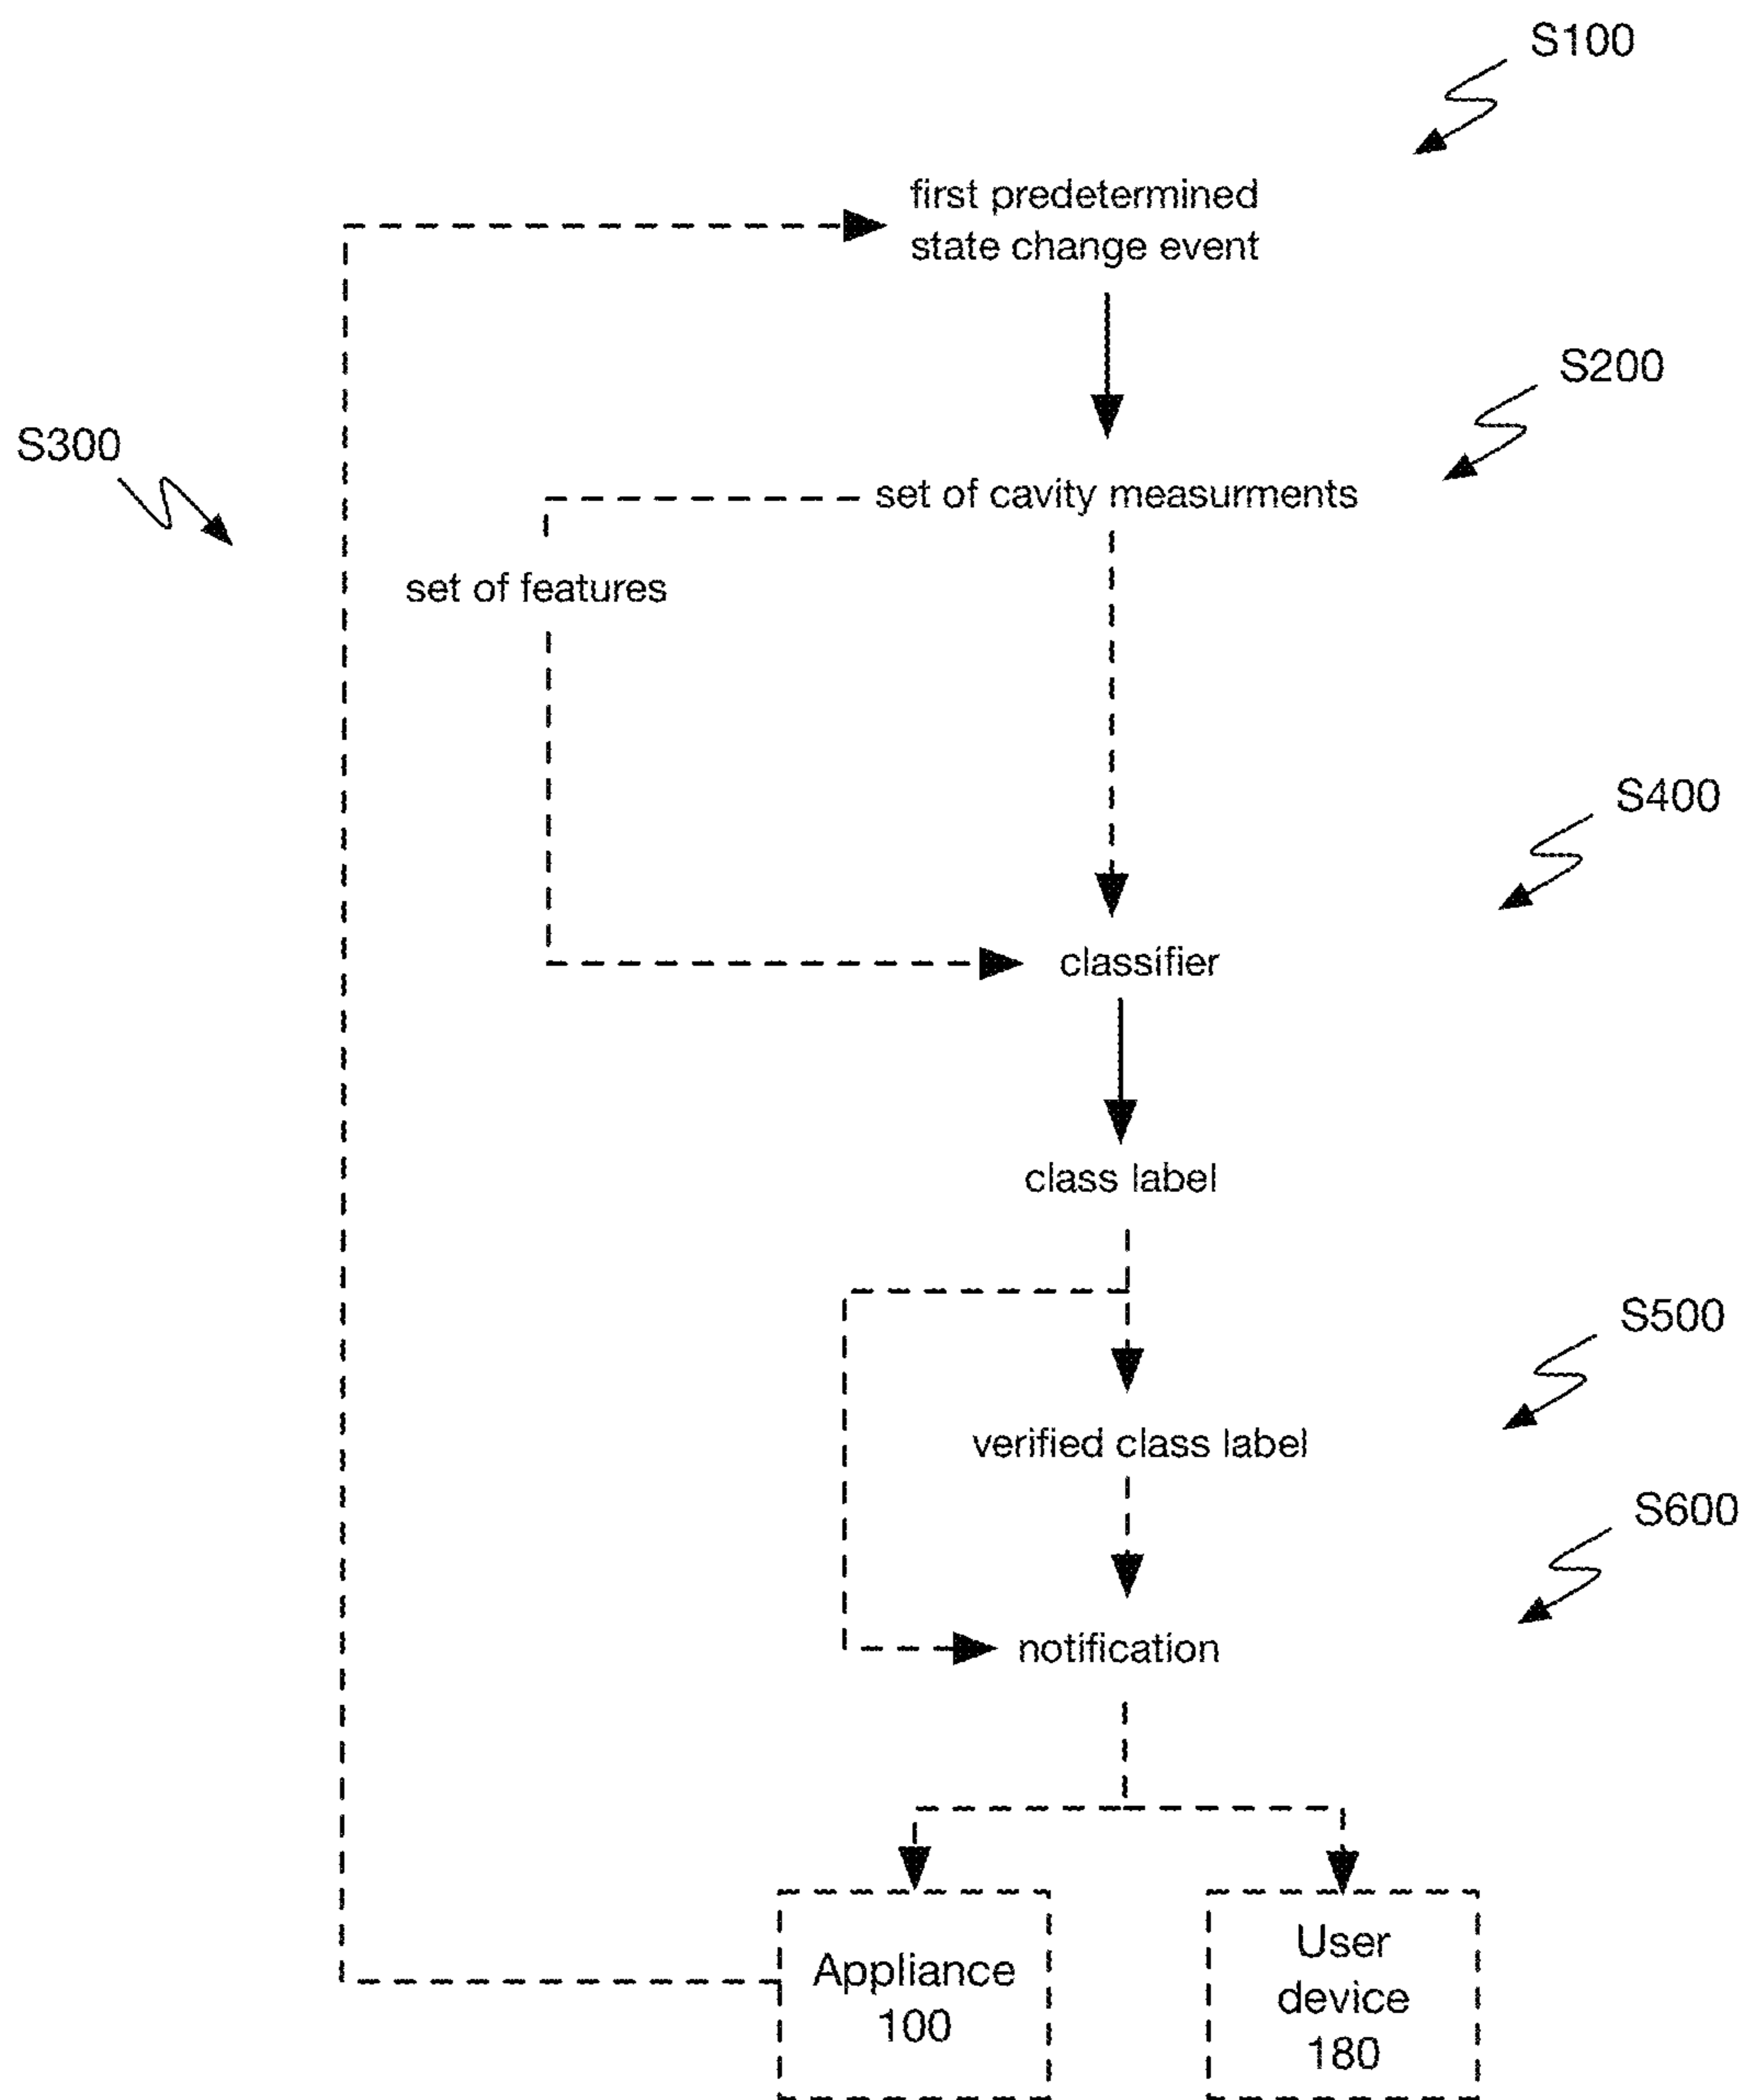 S100
first predetermined
state change event
S200
S300
set of cavity measurments
set of features
S400
classifier
class label
S500
verified class label
S600
notification
Appliance
100
User
device
180